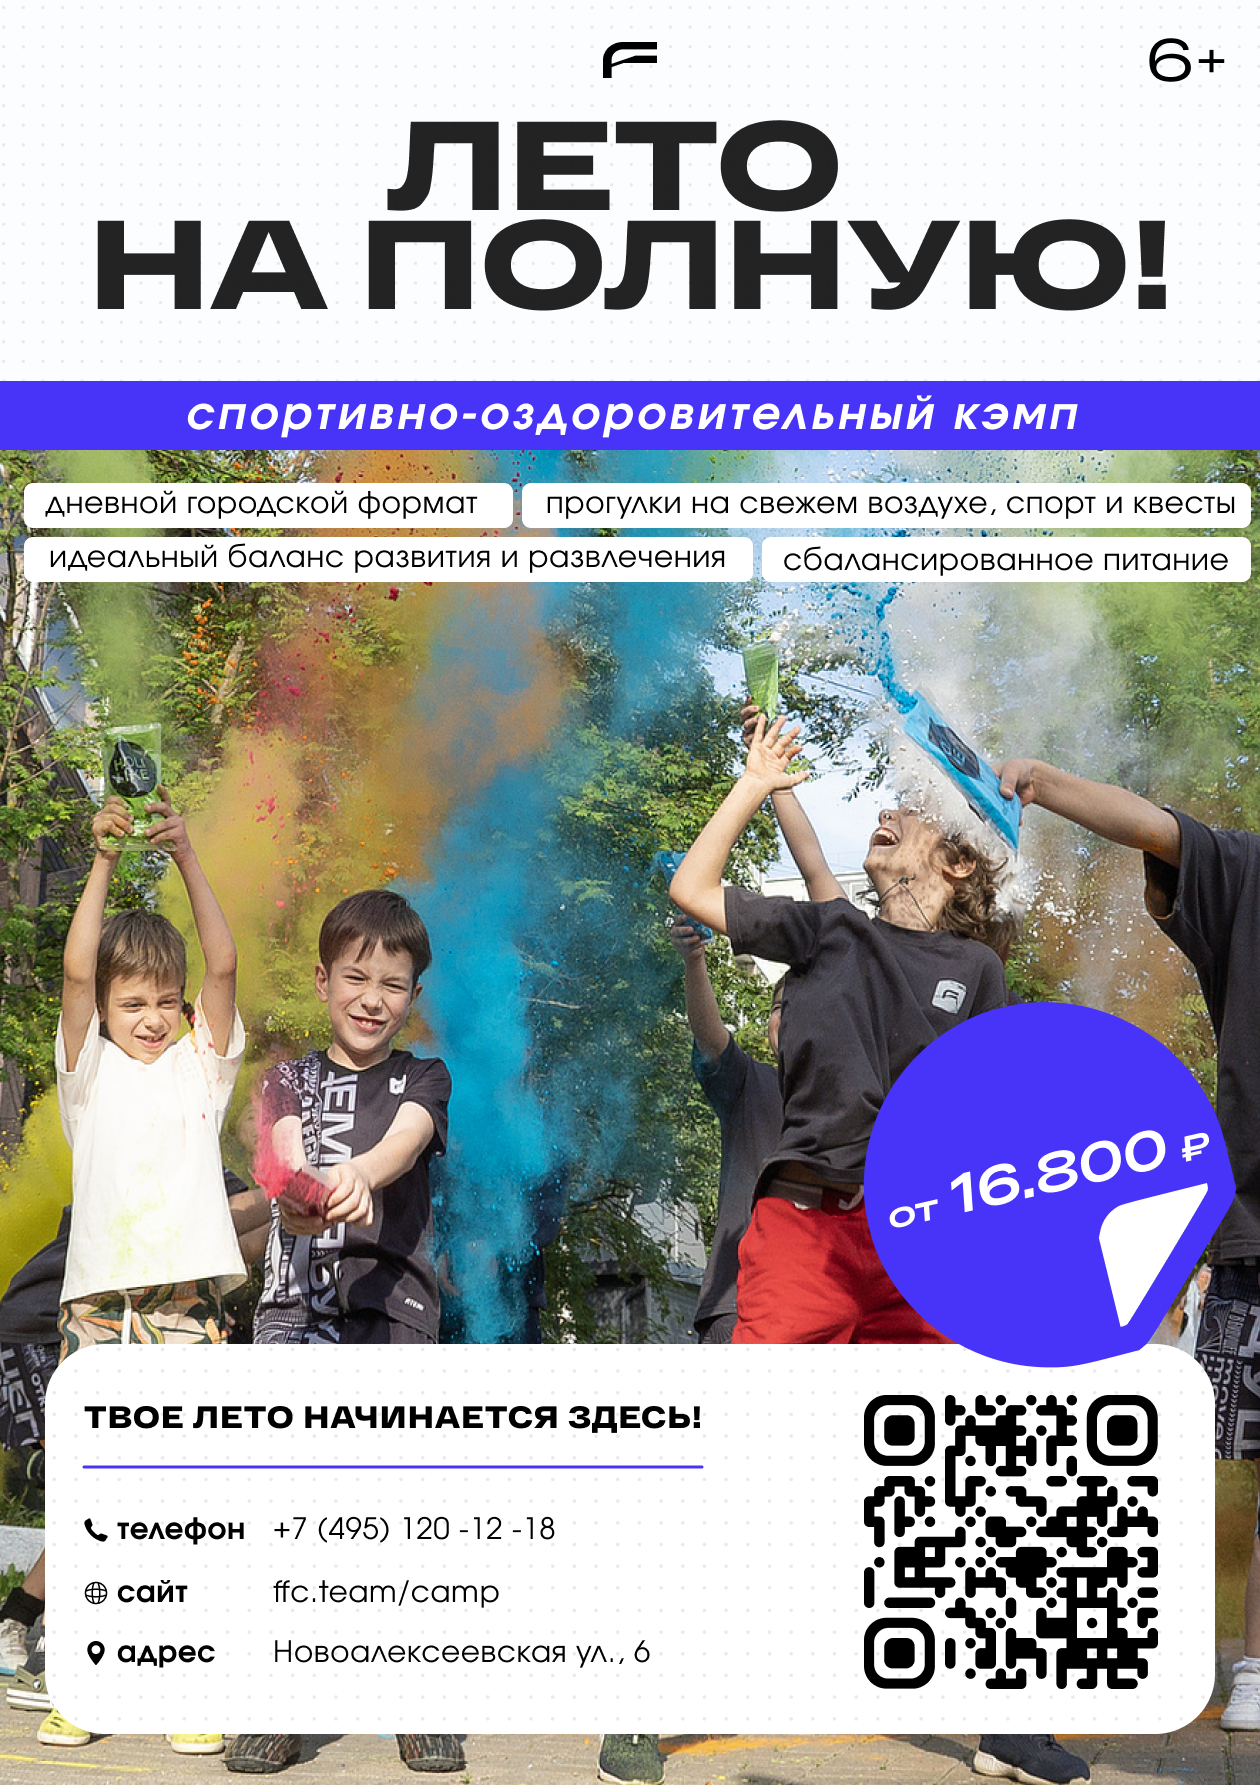 6+
ЛЕТО
НА ПОЛНУЮ!
спортивно-оздоровительный кэмп
дневной городской формат
прогулки на свежем воздухе, спорт и квесты
идеальный баланс развития и развлечения
сбалансированное питание
от 16.800 ₽
ТВОЕ ЛЕТО НАЧИНАЕТСЯ ЗДЕСЬ!
телефон +7 (495) 120 -12 -18
сайт ffc.team/camp
адрес Новоалексеевская ул., 6